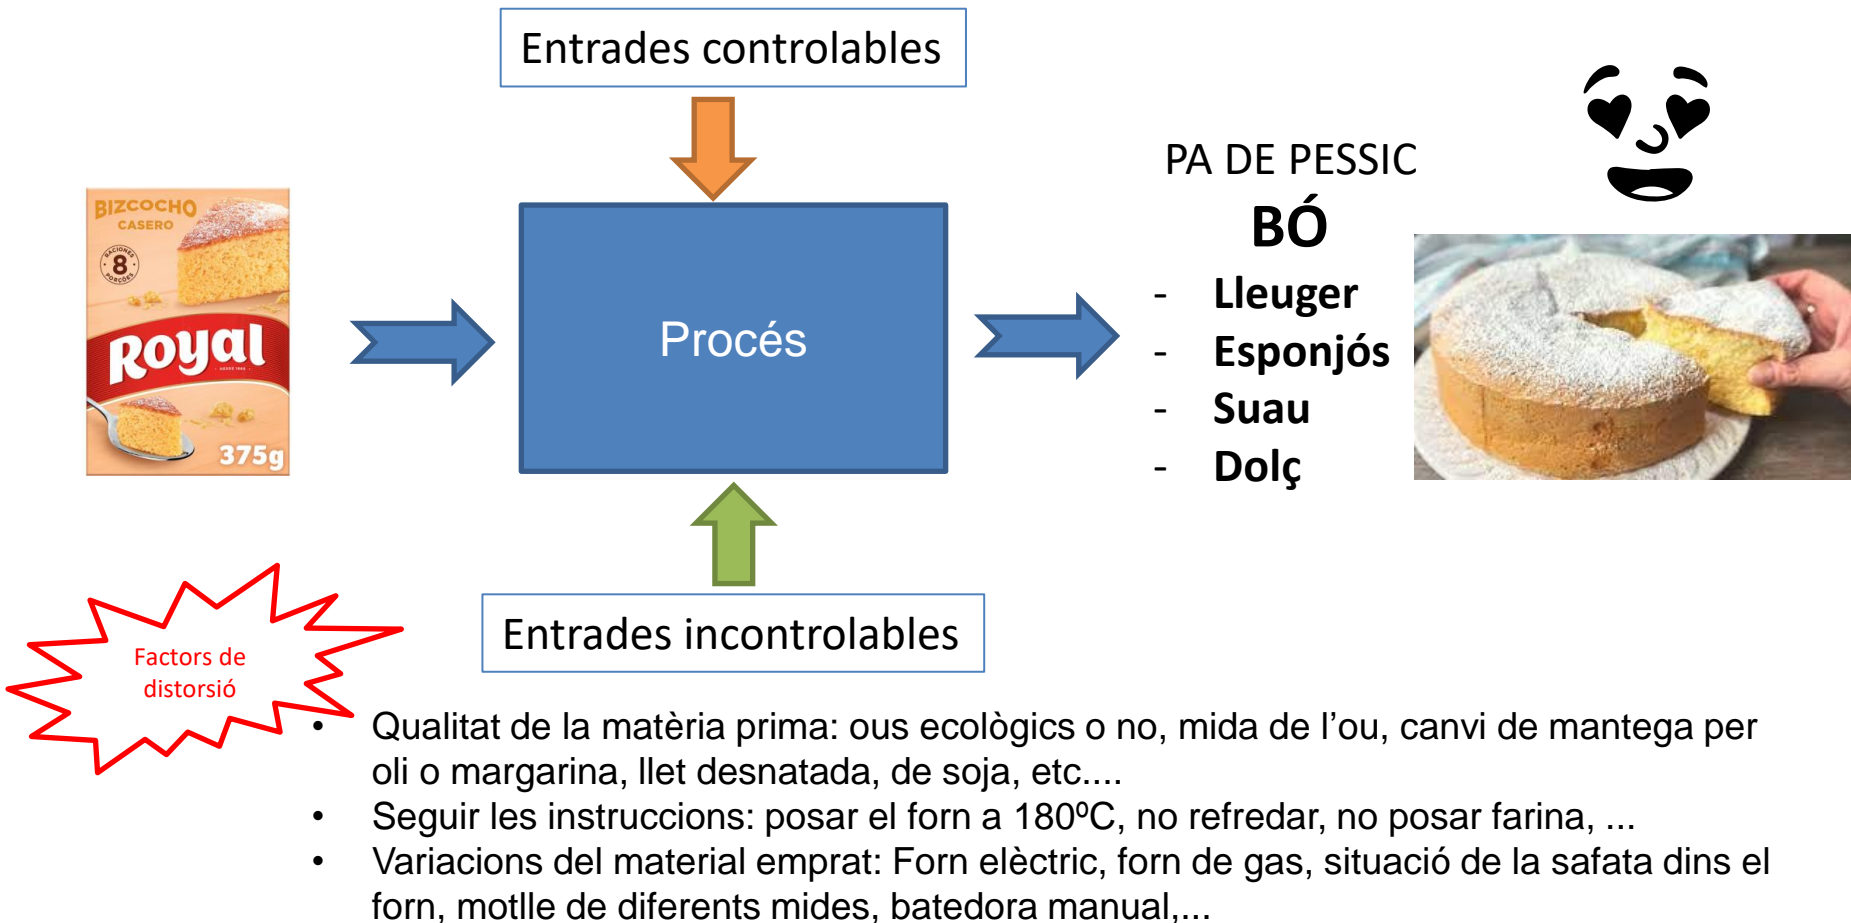 Entrades controlables
BIZCOCHO
CASERO
RACIONES
8
PORCÕES
Royal
375g
Procés
PA DE PESSIC
BÓ
- Lleuger
- Esponjós
- Suau
- Dolç
Entrades incontrolables
Factors de
distorsió
• Qualitat de la matèria prima: ous ecològics o no, mida de l’ou, canvi de mantega per
oli o margarina, llet desnatada, de soja, etc....
• Seguir les instruccions: posar el forn a 180ºC, no refredar, no posar farina, ...
• Variacions del material emprat: Forn elèctric, forn de gas, situació de la safata dins el
forn, motlle de diferents mides, batedora manual,...